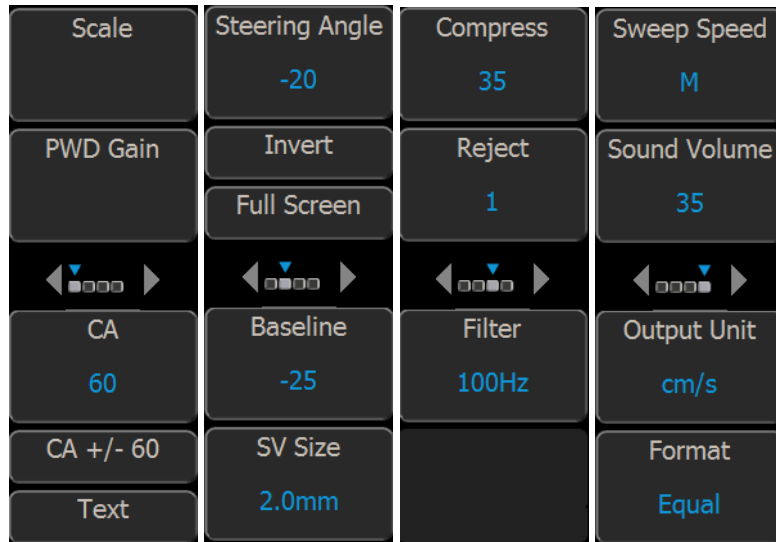 Scale
PWD Gain
CA
60
CA +/- 60
Text
Steering Angle
-20
Invert
Full Screen
Baseline
-25
SV Size
2.0mm
Compress
35
Reject
1
Filter
100Hz
Sweep Speed
M
Sound Volume
35
Output Unit
cm/s
Format
Equal